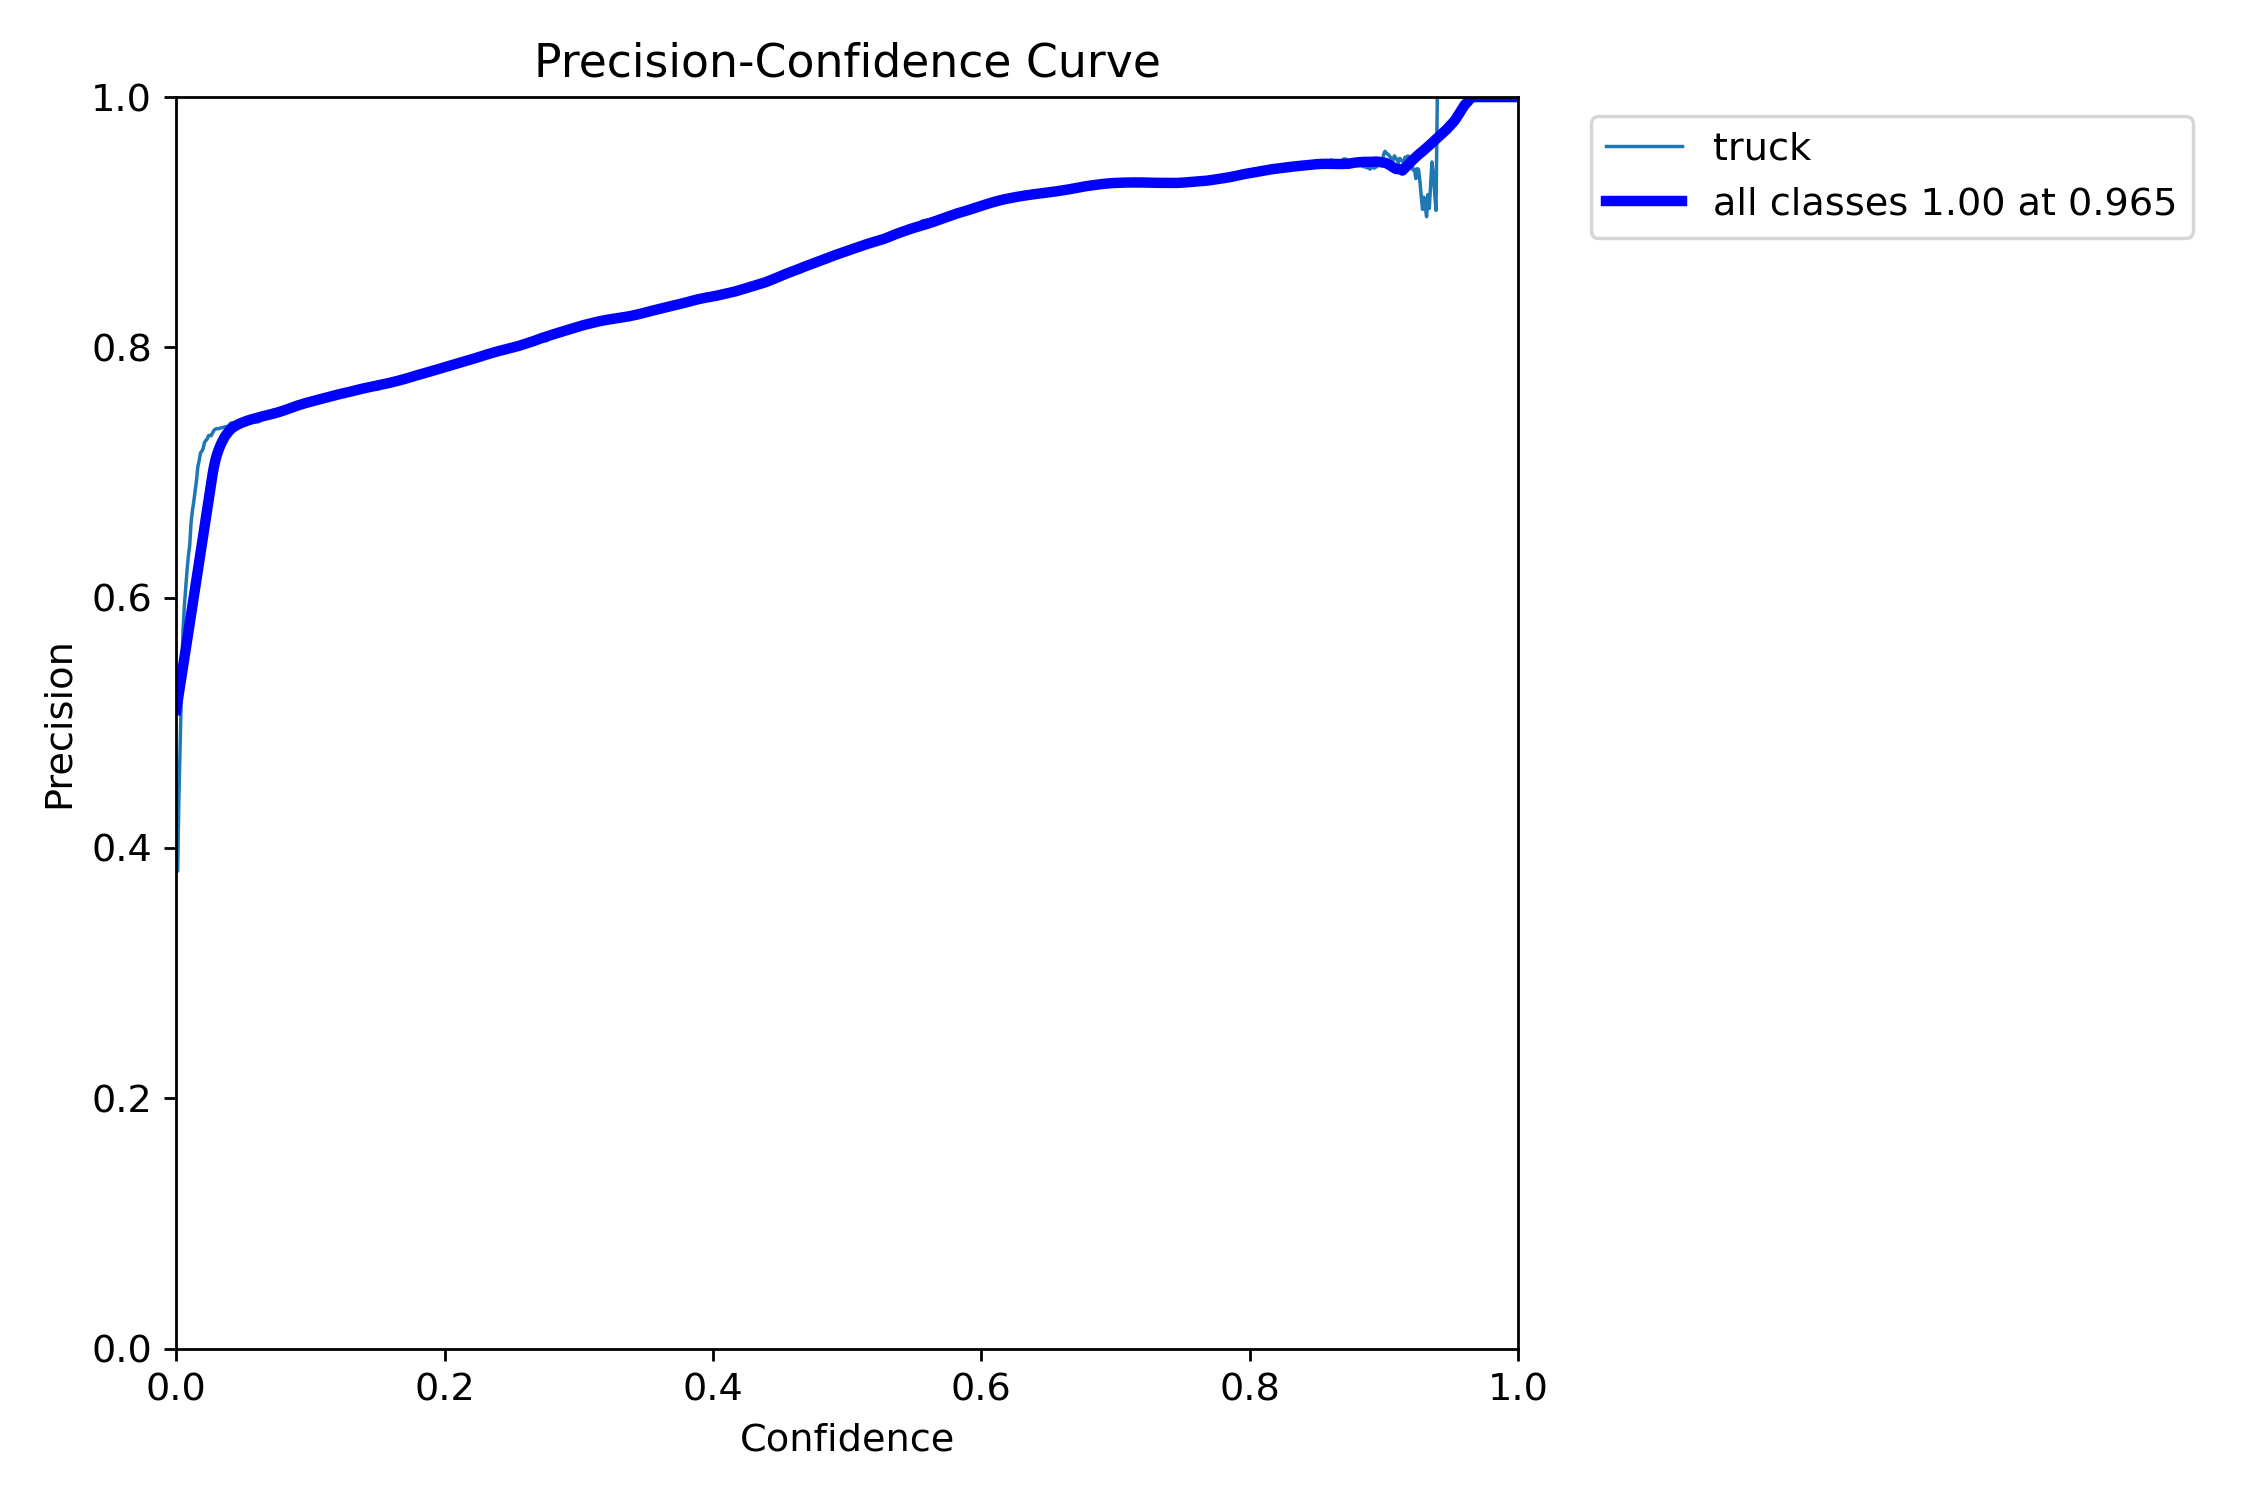 Precision-Confidence Curve
1.0
0.8
0.6
0.4
0.2
0.0
Precision
0.0 0.2 0.4 0.6 0.8 1.0
Confidence
truck
all classes 1.00 at 0.965